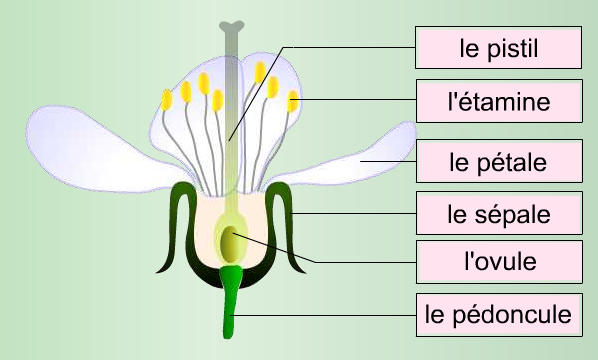 le pistil
l'étamine
le pétale
le sépale
l'ovule
le pédoncule